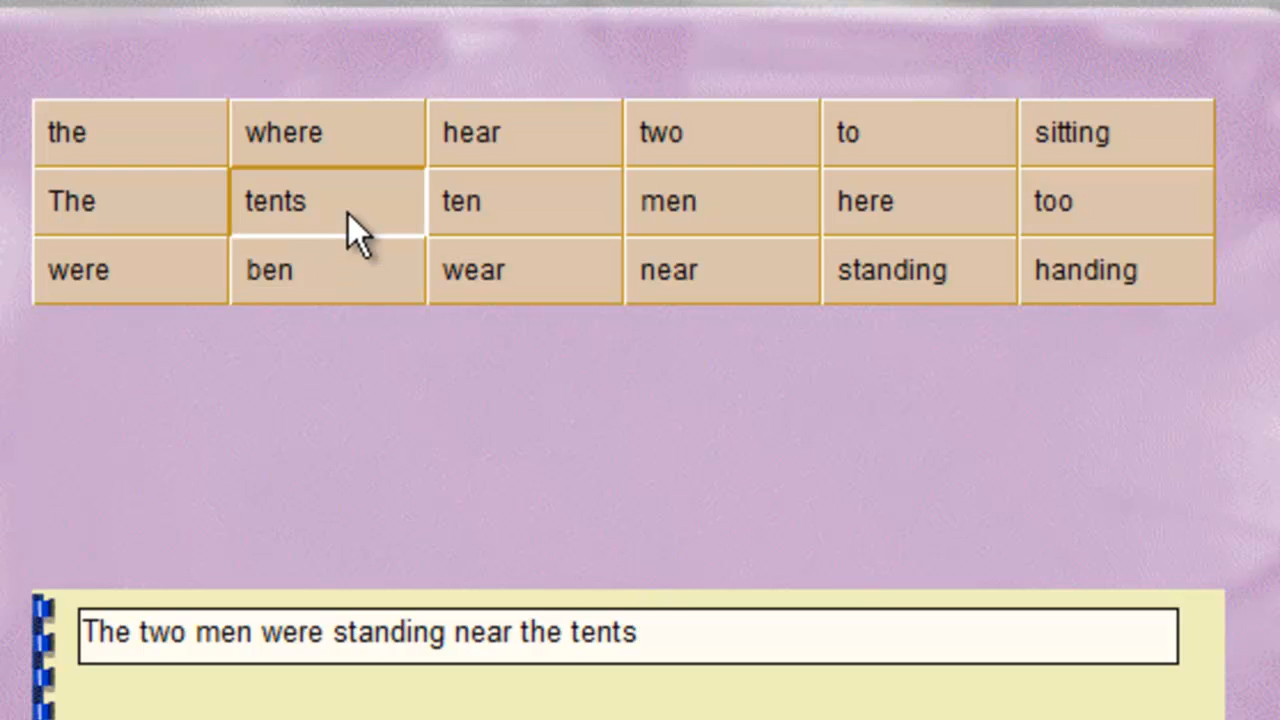 the where hear two to sitting
The tents ten men here too
were ben wear near standing handing
The two men were standing near the tents